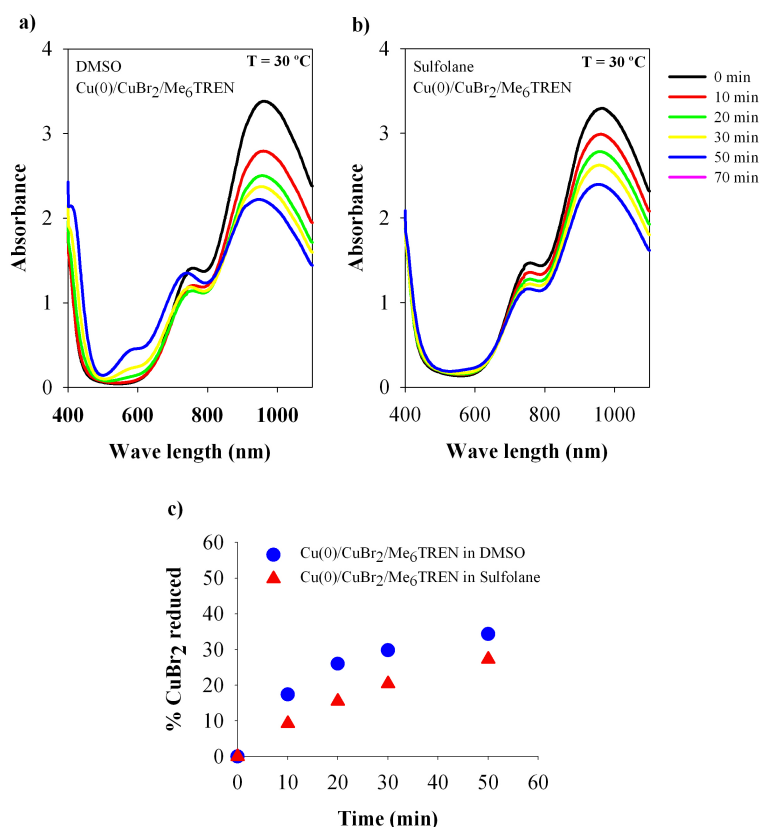 a)
DMSO
T = 30 ºC
Cu(0)/CuBr2/Me6TREN
4
3
2
1
0
Absorbance
400 600 800 1000
Wave length (nm)
b)
Sulfolane
T = 30 ºC
Cu(0)/CuBr2/Me6TREN
4
3
2
1
0
Absorbance
400 600 800 1000
Wave length (nm)
0 min
10 min
20 min
30 min
50 min
70 min
c)
60
50
40
30
20
10
0
% CuBr2 reduced
Cu(0)/CuBr2/Me6TREN in DMSO
Cu(0)/CuBr2/Me6TREN in Sulfolane
0 10 20 30 40 50 60
Time (min)